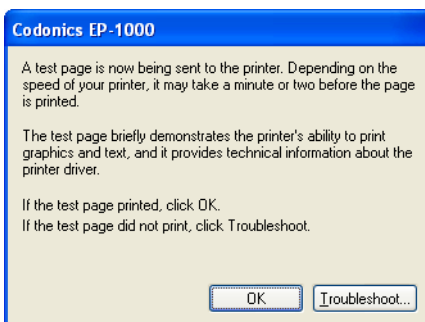 Codonics EP-1000
A test page is now being sent to the printer. Depending on the
speed of your printer, it may take a minute or two before the page
is printed.
The test page briefly demonstrates the printer's ability to print
graphics and text, and it provides technical information about the
printer driver.
If the test page printed, click OK.
If the test page did not print, click Troubleshoot.
OK
Troubleshoot...